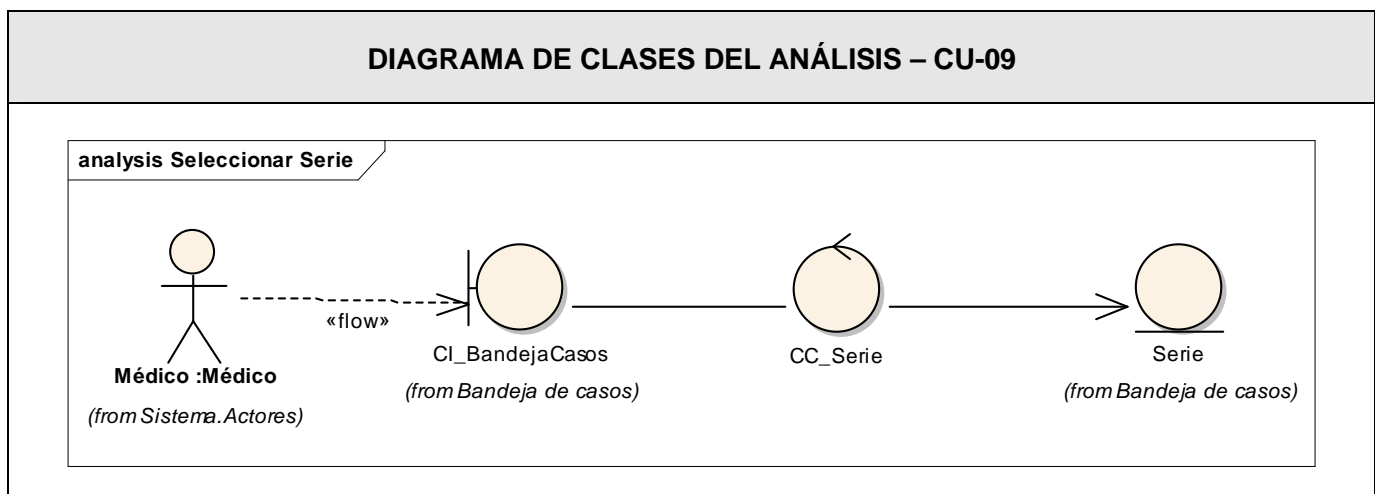 DIAGRAMA DE CLASES DEL ANÁLISIS – CU-09
analysis Seleccionar Serie
«flow»
Médico :Médico
(from Sistema.Actores)
CI_BandejaCasos
(from Bandeja de casos)
CC_Serie
Serie
(from Bandeja de casos)